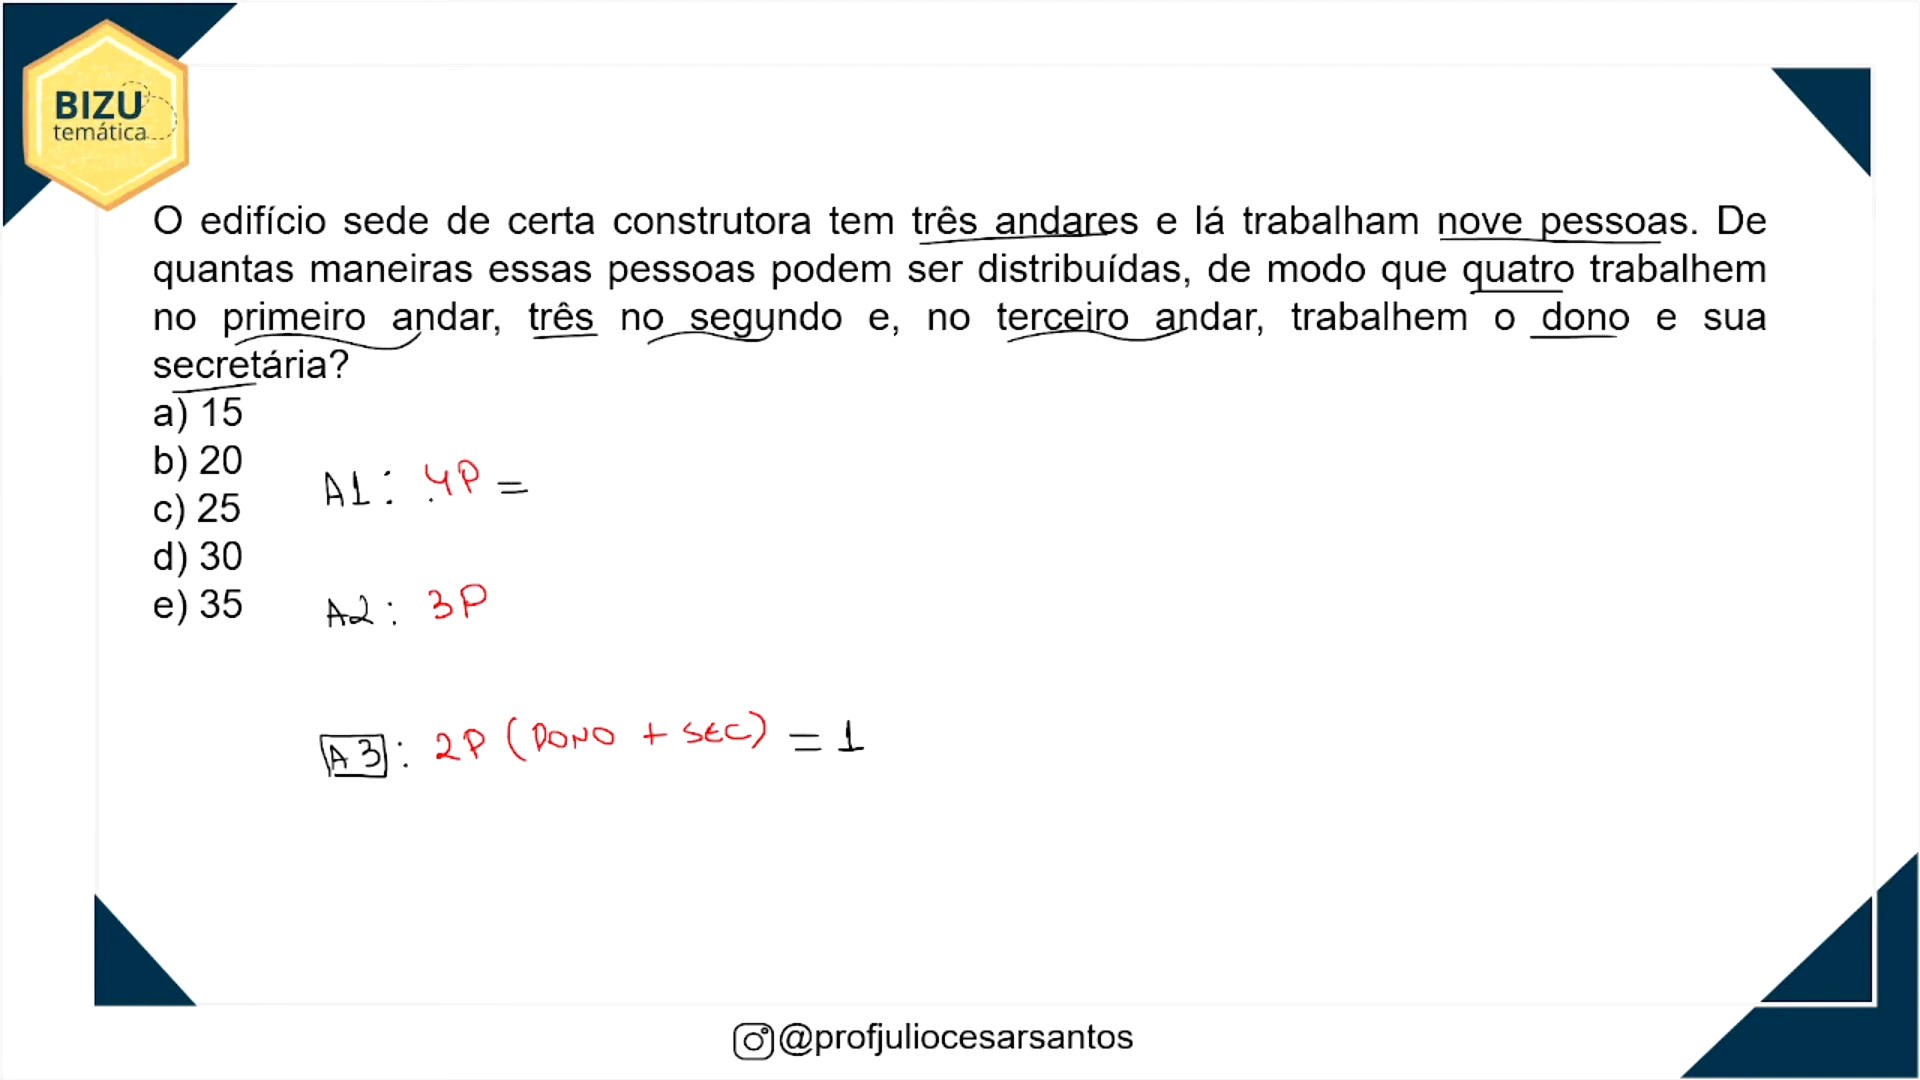 BIZU
temática
O edifício sede de certa construtora tem três andares e lá trabalham nove pessoas. De
quantas maneiras essas pessoas podem ser distribuídas, de modo que quatro trabalhem
no primeiro andar, três no segundo e, no terceiro andar, trabalhem o dono e sua
secretária?
a) 15
b) 20
c) 25
d) 30
e) 35
A1: 4P =
A2: 3P
A3: 2P (DONO + SEC) = 1
@profjuliocesarsantos